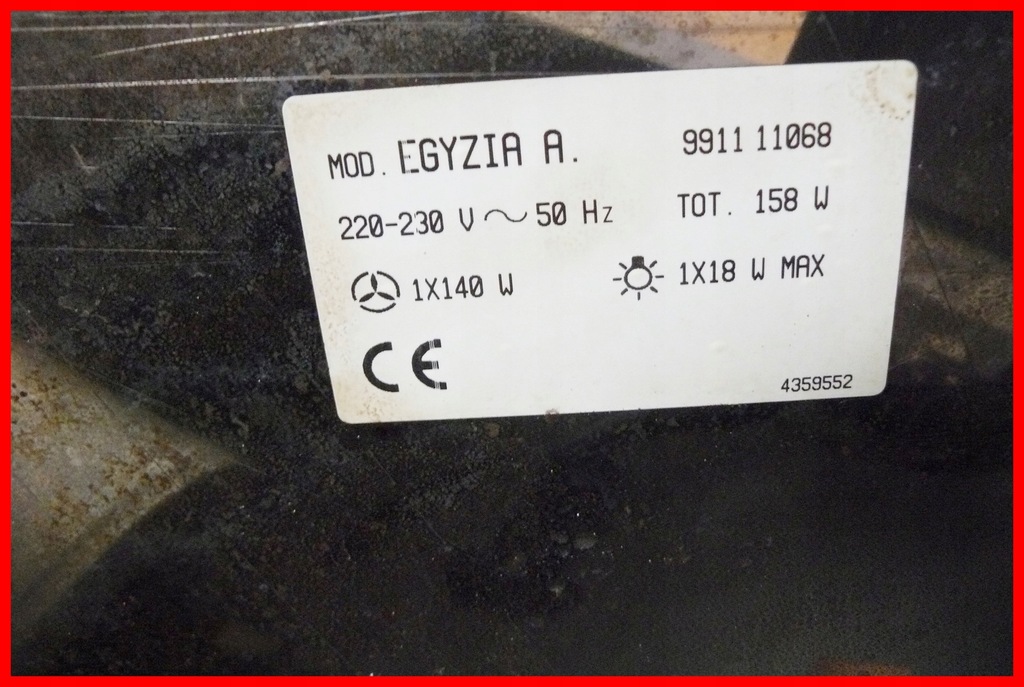 MOD. EGYZIA A. 9911 11068
220-230 V ~ 50 Hz TOT. 158 W
1X140 W 1X18 W MAX
CE
4359552